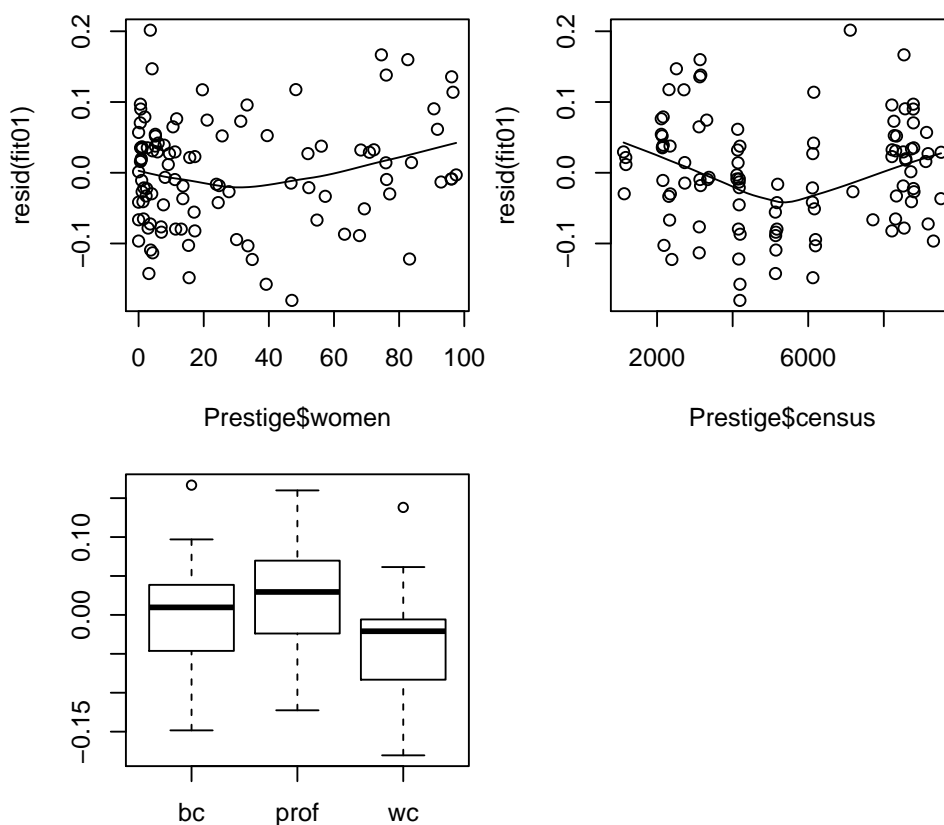 resid(fit01)
0.2
0.1
0.0
−0.1
0 20 40 60 80 100
Prestige$women
resid(fit01)
0.2
0.1
0.0
−0.1
2000 6000
Prestige$census
0.10
0.00
−0.15
bc prof wc